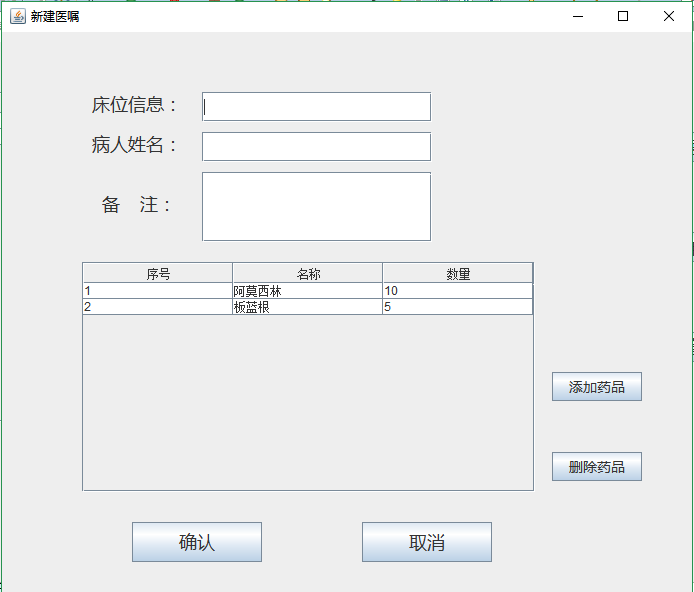 新建医嘱
床位信息：
病人姓名：
备 注：
序号 名称 数量
1 阿莫西林 10
2 板蓝根 5
添加药品
删除药品
确认 取消